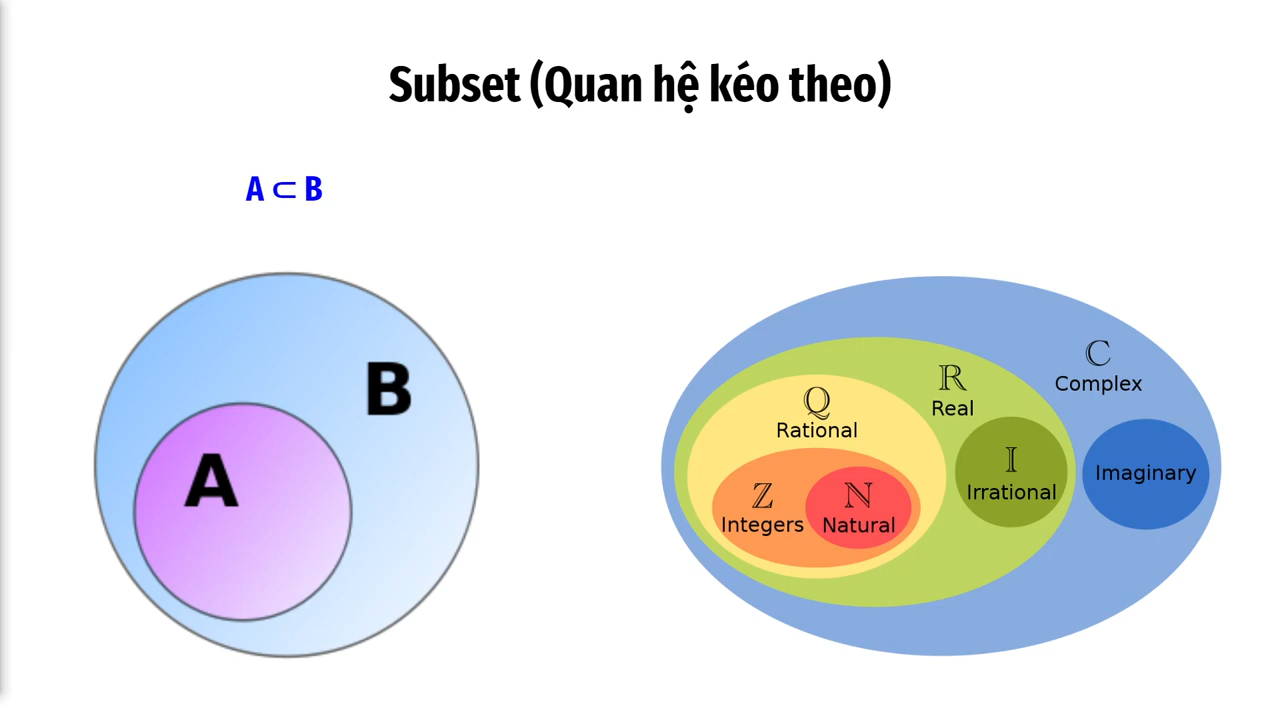 Subset (Quan hệ kéo theo)
A ⊂ B
B
A
ℂ
Complex
ℝ
Real
ℚ
Rational
𝕀
Irrational
Imaginary
ℤ
Integers
ℕ
Natural